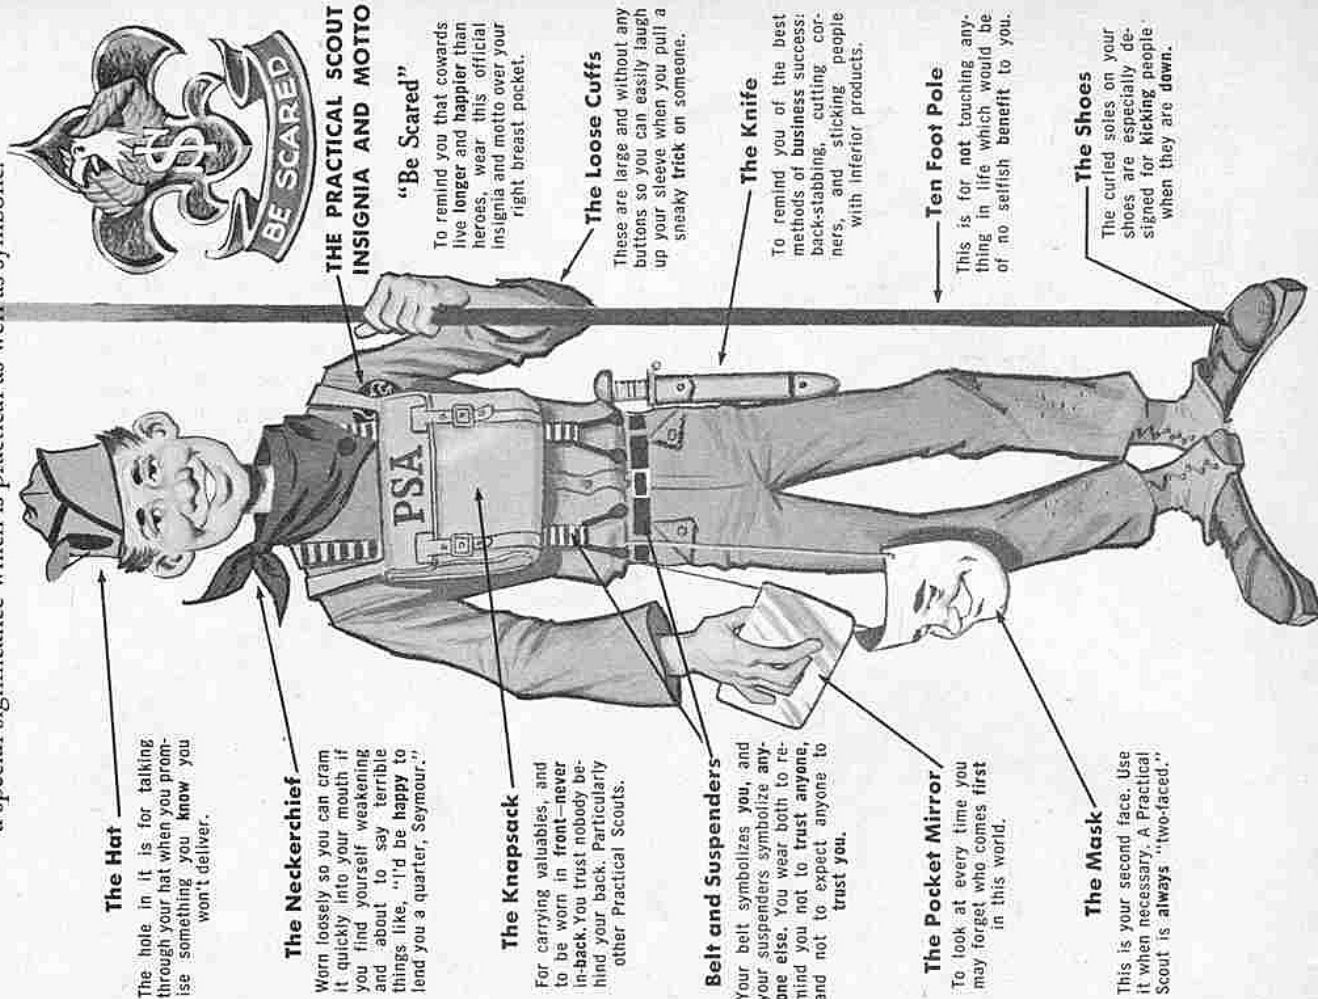 a special significance which is practical as well as symbolic:
The Hat
The hole in it is for talking
through your hat when you prom-
ise something you know you
won't deliver.
The Neckerchief
Worn loosely so you can cram
it quickly into your mouth if
you find yourself weakening
and about to say terrible
things like, "I'd be happy to
lend you a quarter, Seymour."
The Knapsack
For carrying valuables, and
to be worn in front—never
in-back. You trust nobody be-
hind your back. Particularly
other Practical Scouts.
Belt and Suspenders
Your belt symbolizes you, and
your suspenders symbolize any-
one else. You wear both to re-
mind you not to trust anyone,
and not to expect anyone to
trust you.
The Pocket Mirror
To look at every time you
may forget who comes first
in this world.
The Mask
This is your second face. Use
it when necessary. A Practical
Scout is always "two-faced."
PSA
BE SCARED
THE PRACTICAL SCOUT
INSIGNIA AND MOTTO
"Be Scared"
To remind you that cowards
live longer and happier than
heroes, wear this official
insignia and motto over your
right breast pocket.
The Loose Cuffs
These are large and without any
buttons so you can easily laugh
up your sleeve when you pull a
sneaky trick on someone.
The Knife
To remind you of the best
methods of business success:
back-stabbing, cutting cor-
ners, and sticking people
with inferior products.
Ten Foot Pole
This is for not touching any-
thing in life which would be
of no selfish benefit to you.
The Shoes
The curled soles on your
shoes are especially de-
signed for kicking people
when they are down.